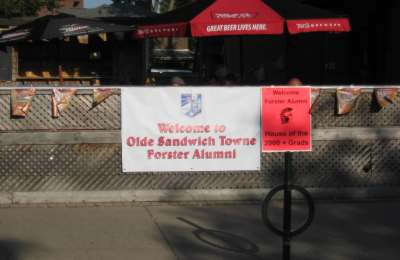 GREAT BEER LIVES HERE.
Welcome to
Olde Sandwich Towne
Forster Alumni
Welcome
Forster Alumni
House of the
2000 + Grads